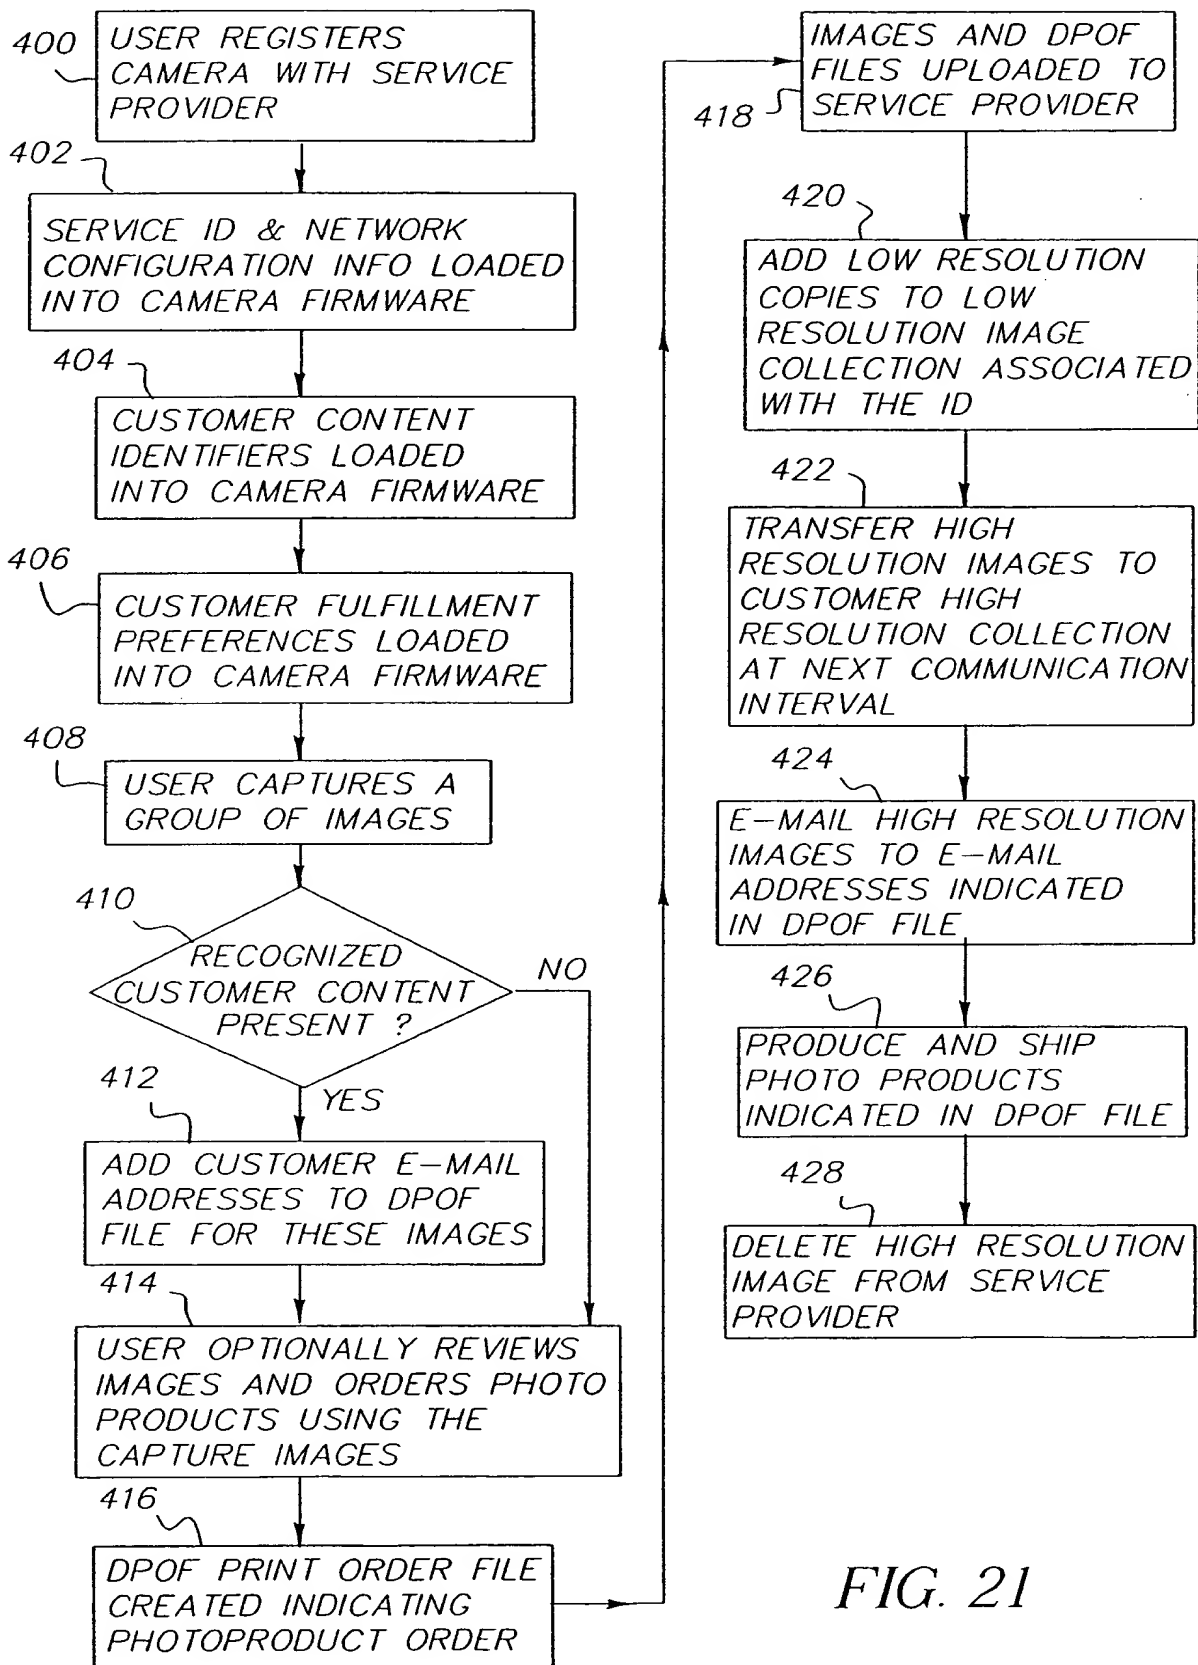 400
USER REGISTERS
CAMERA WITH SERVICE
PROVIDER
402
SERVICE ID & NETWORK
CONFIGURATION INFO LOADED
INTO CAMERA FIRMWARE
404
CUSTOMER CONTENT
IDENTIFIERS LOADED
INTO CAMERA FIRMWARE
406
CUSTOMER FULFILLMENT
PREFERENCES LOADED
INTO CAMERA FIRMWARE
408
USER CAPTURES A
GROUP OF IMAGES
410
RECOGNIZED
CUSTOMER CONTENT
PRESENT ?
NO
YES
412
ADD CUSTOMER E-MAIL
ADDRESSES TO DPOF
FILE FOR THESE IMAGES
414
USER OPTIONALLY REVIEWS
IMAGES AND ORDERS PHOTO
PRODUCTS USING THE
CAPTURE IMAGES
416
DPOF PRINT ORDER FILE
CREATED INDICATING
PHOTOPRODUCT ORDER
IMAGES AND DPOF
FILES UPLOADED TO
SERVICE PROVIDER
418
420
ADD LOW RESOLUTION
COPIES TO LOW
RESOLUTION IMAGE
COLLECTION ASSOCIATED
WITH THE ID
422
TRANSFER HIGH
RESOLUTION IMAGES TO
CUSTOMER HIGH
RESOLUTION COLLECTION
AT NEXT COMMUNICATION
INTERVAL
424
E-MAIL HIGH RESOLUTION
IMAGES TO E-MAIL
ADDRESSES INDICATED
IN DPOF FILE
426
PRODUCE AND SHIP
PHOTO PRODUCTS
INDICATED IN DPOF FILE
428
DELETE HIGH RESOLUTION
IMAGE FROM SERVICE
PROVIDER
FIG. 21